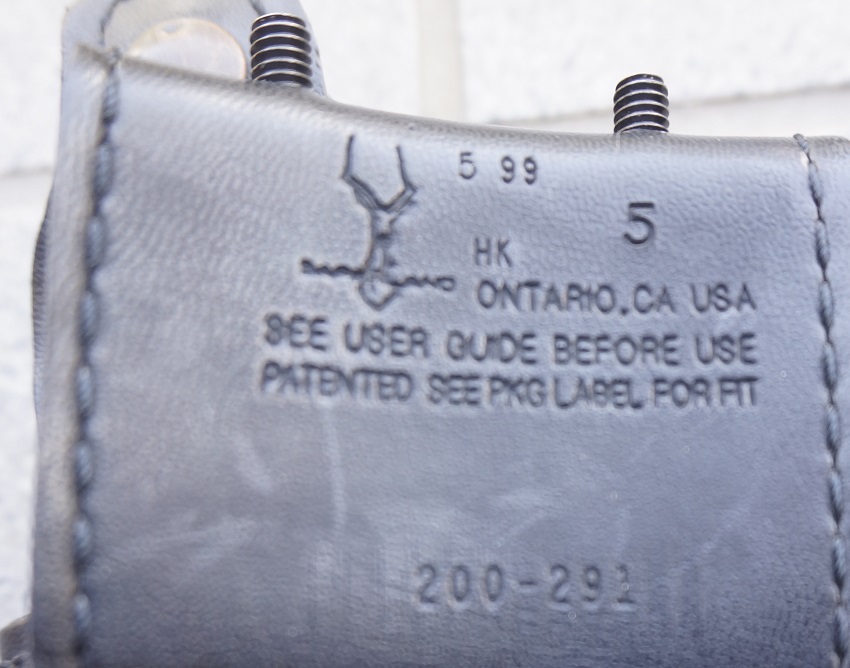 5 99
5
HK
ONTARIO, CA USA
SEE USER GUIDE BEFORE USE
PATENTED SEE PKG LABEL FOR FIT
200-291